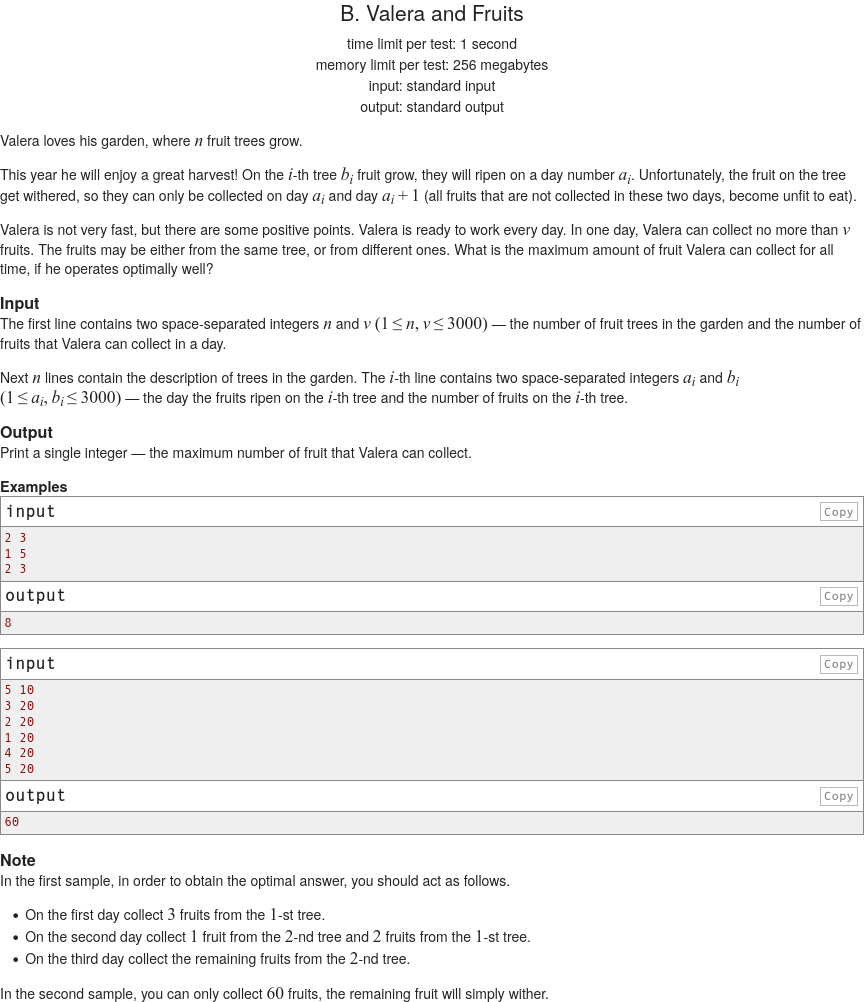 B. Valera and Fruits
time limit per test: 1 second
memory limit per test: 256 megabytes
input: standard input
output: standard output
Valera loves his garden, where n fruit trees grow.
This year he will enjoy a great harvest! On the i-th tree b_i fruit grow, they will ripen on a day number a_i. Unfortunately, the fruit on the tree
get withered, so they can only be collected on day a_i and day a_i + 1 (all fruits that are not collected in these two days, become unfit to eat).
Valera is not very fast, but there are some positive points. Valera is ready to work every day. In one day, Valera can collect no more than v
fruits. The fruits may be either from the same tree, or from different ones. What is the maximum amount of fruit Valera can collect for all
time, if he operates optimally well?
Input
The first line contains two space-separated integers n and v (1 ≤ n, v ≤ 3000) — the number of fruit trees in the garden and the number of
fruits that Valera can collect in a day.
Next n lines contain the description of trees in the garden. The i-th line contains two space-separated integers a_i and b_i
(1 ≤ a_i, b_i ≤ 3000) — the day the fruits ripen on the i-th tree and the number of fruits on the i-th tree.
Output
Print a single integer — the maximum number of fruit that Valera can collect.
Examples
input Copy
2 3
1 5
2 3
output Copy
8
input Copy
5 10
3 20
2 20
1 20
4 20
5 20
output Copy
60
Note
In the first sample, in order to obtain the optimal answer, you should act as follows.
• On the first day collect 3 fruits from the 1-st tree.
• On the second day collect 1 fruit from the 2-nd tree and 2 fruits from the 1-st tree.
• On the third day collect the remaining fruits from the 2-nd tree.
In the second sample, you can only collect 60 fruits, the remaining fruit will simply wither.